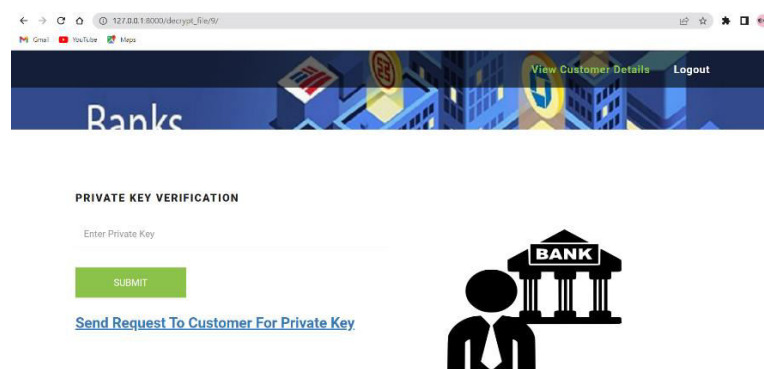 127.0.0.1:8000/decrypt_file/9/
Gmail YouTube Maps
View Customer Details Logout
Banks
PRIVATE KEY VERIFICATION
Enter Private Key
SUBMIT
Send Request To Customer For Private Key
BANK